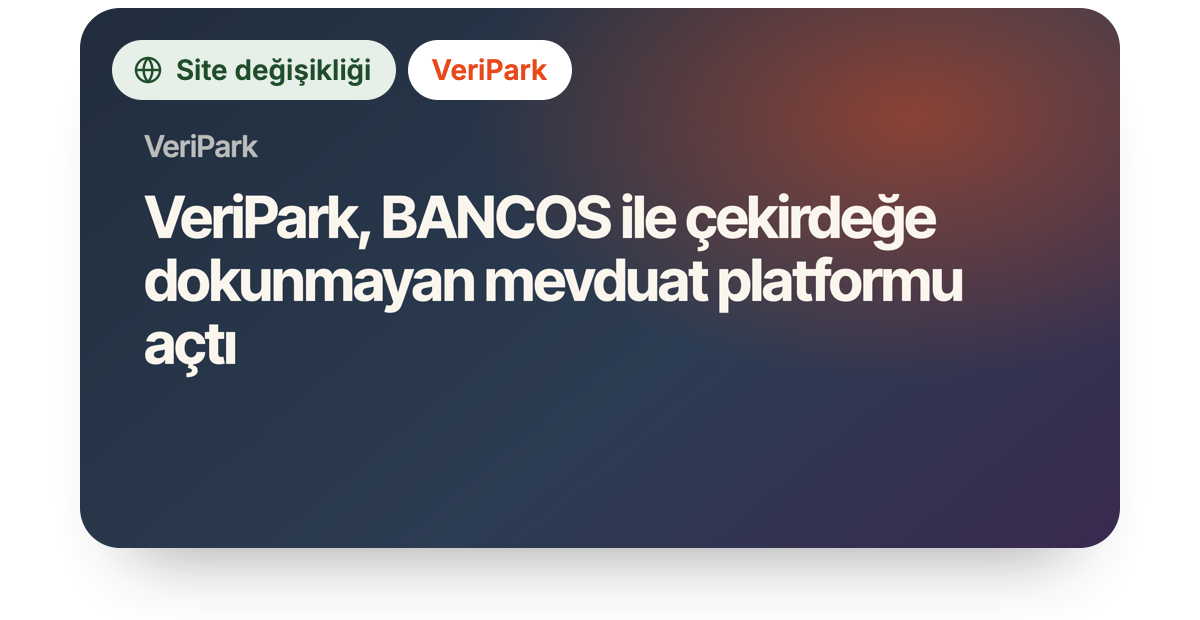 Site değişikliği
VeriPark
VeriPark
VeriPark, BANCOS ile çekirdeğe
dokunmayan mevduat platformu
açtı